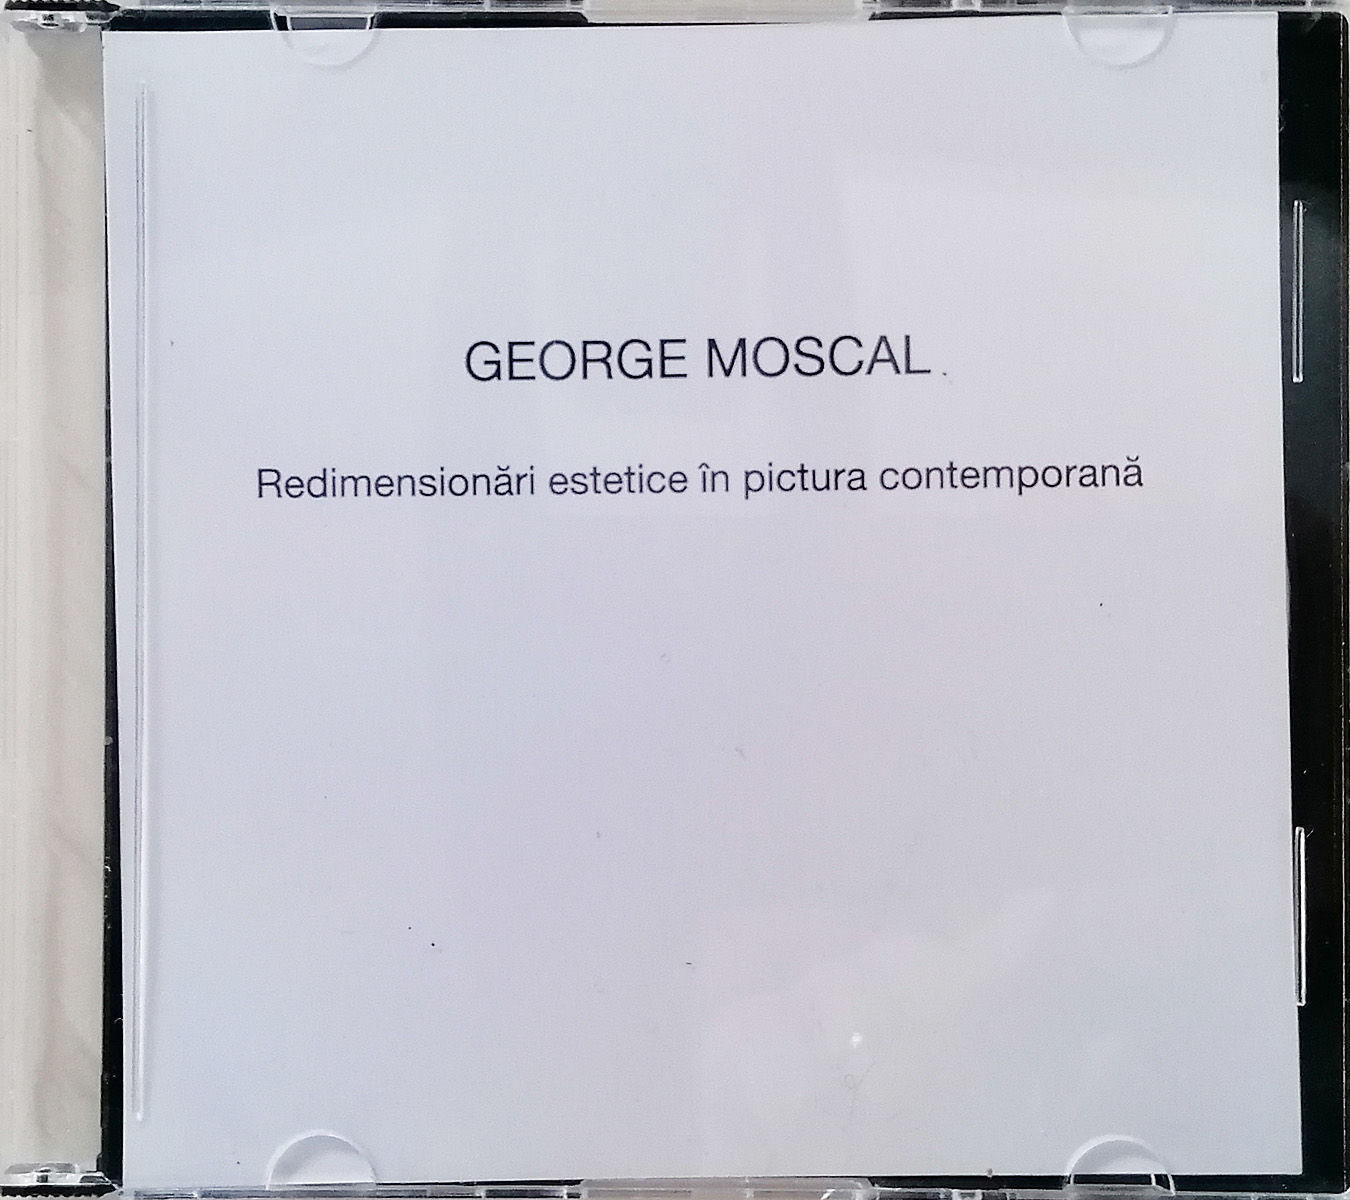 GEORGE MOSCAL
Redimensionări estetice în pictura contemporană